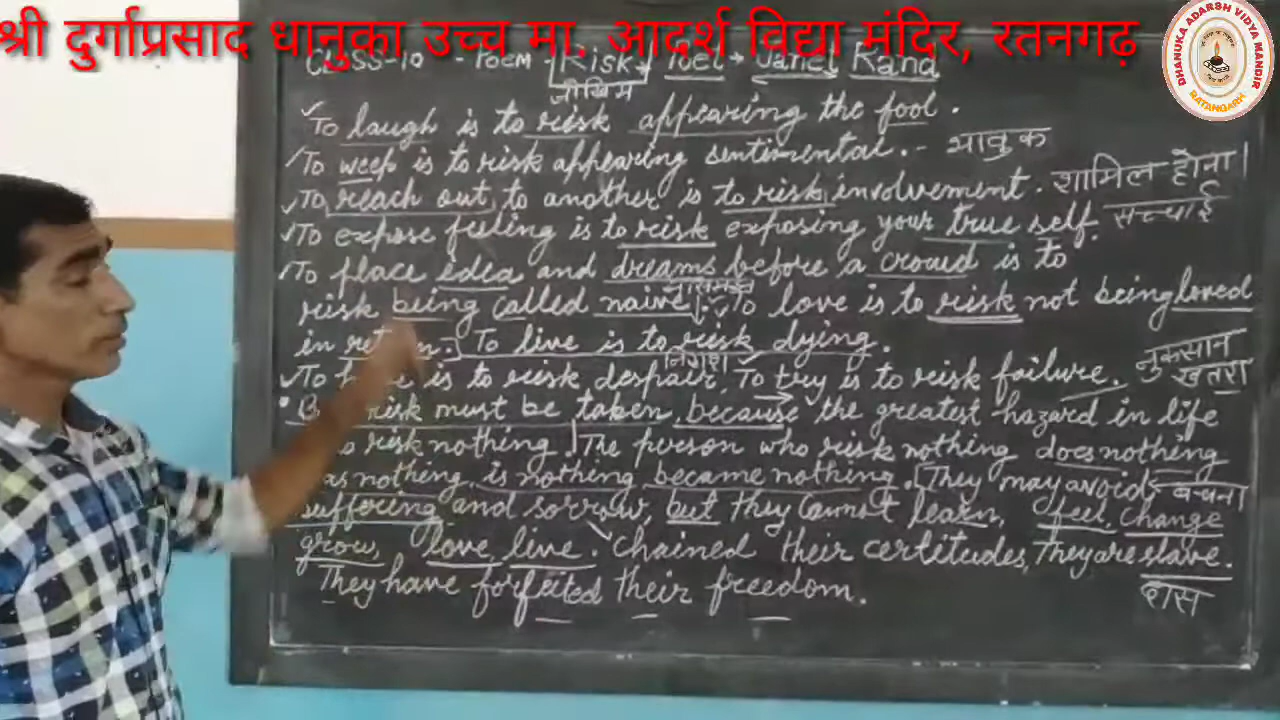 श्री दुर्गाप्रसाद धानुका उच्च मा. आदर्श विद्या मंदिर, रतनगढ़
DHANUKA ADARSH VIDYA MANDIR
RATANGARH
Class-10 - Poem - Risk Poet - Janet Rand
जोखिम
To laugh is to risk appearing the fool.
To weep is to risk appearing sentimental. - भावुक
To reach out to another is to risk involvement. शामिल होना।
To expose feeling is to risk exposing your true self. सच्चाई
To place idea and dreams before a crowd is to
risk being called naive. To love is to risk not being loved
in return. To live is to risk dying.
निराशा
To is to risk despair, To try is to risk failure. नुकसान
खतरा
risk must be taken because the greatest hazard in life
risk nothing. The person who risk nothing does nothing
nothing, is nothing became nothing. They may avoid बचना
suffering and sorrow, but they cannot learn, feel, change
grow, love, live. Chained their certitudes, they are slave.
They have forfeited their freedom. दास